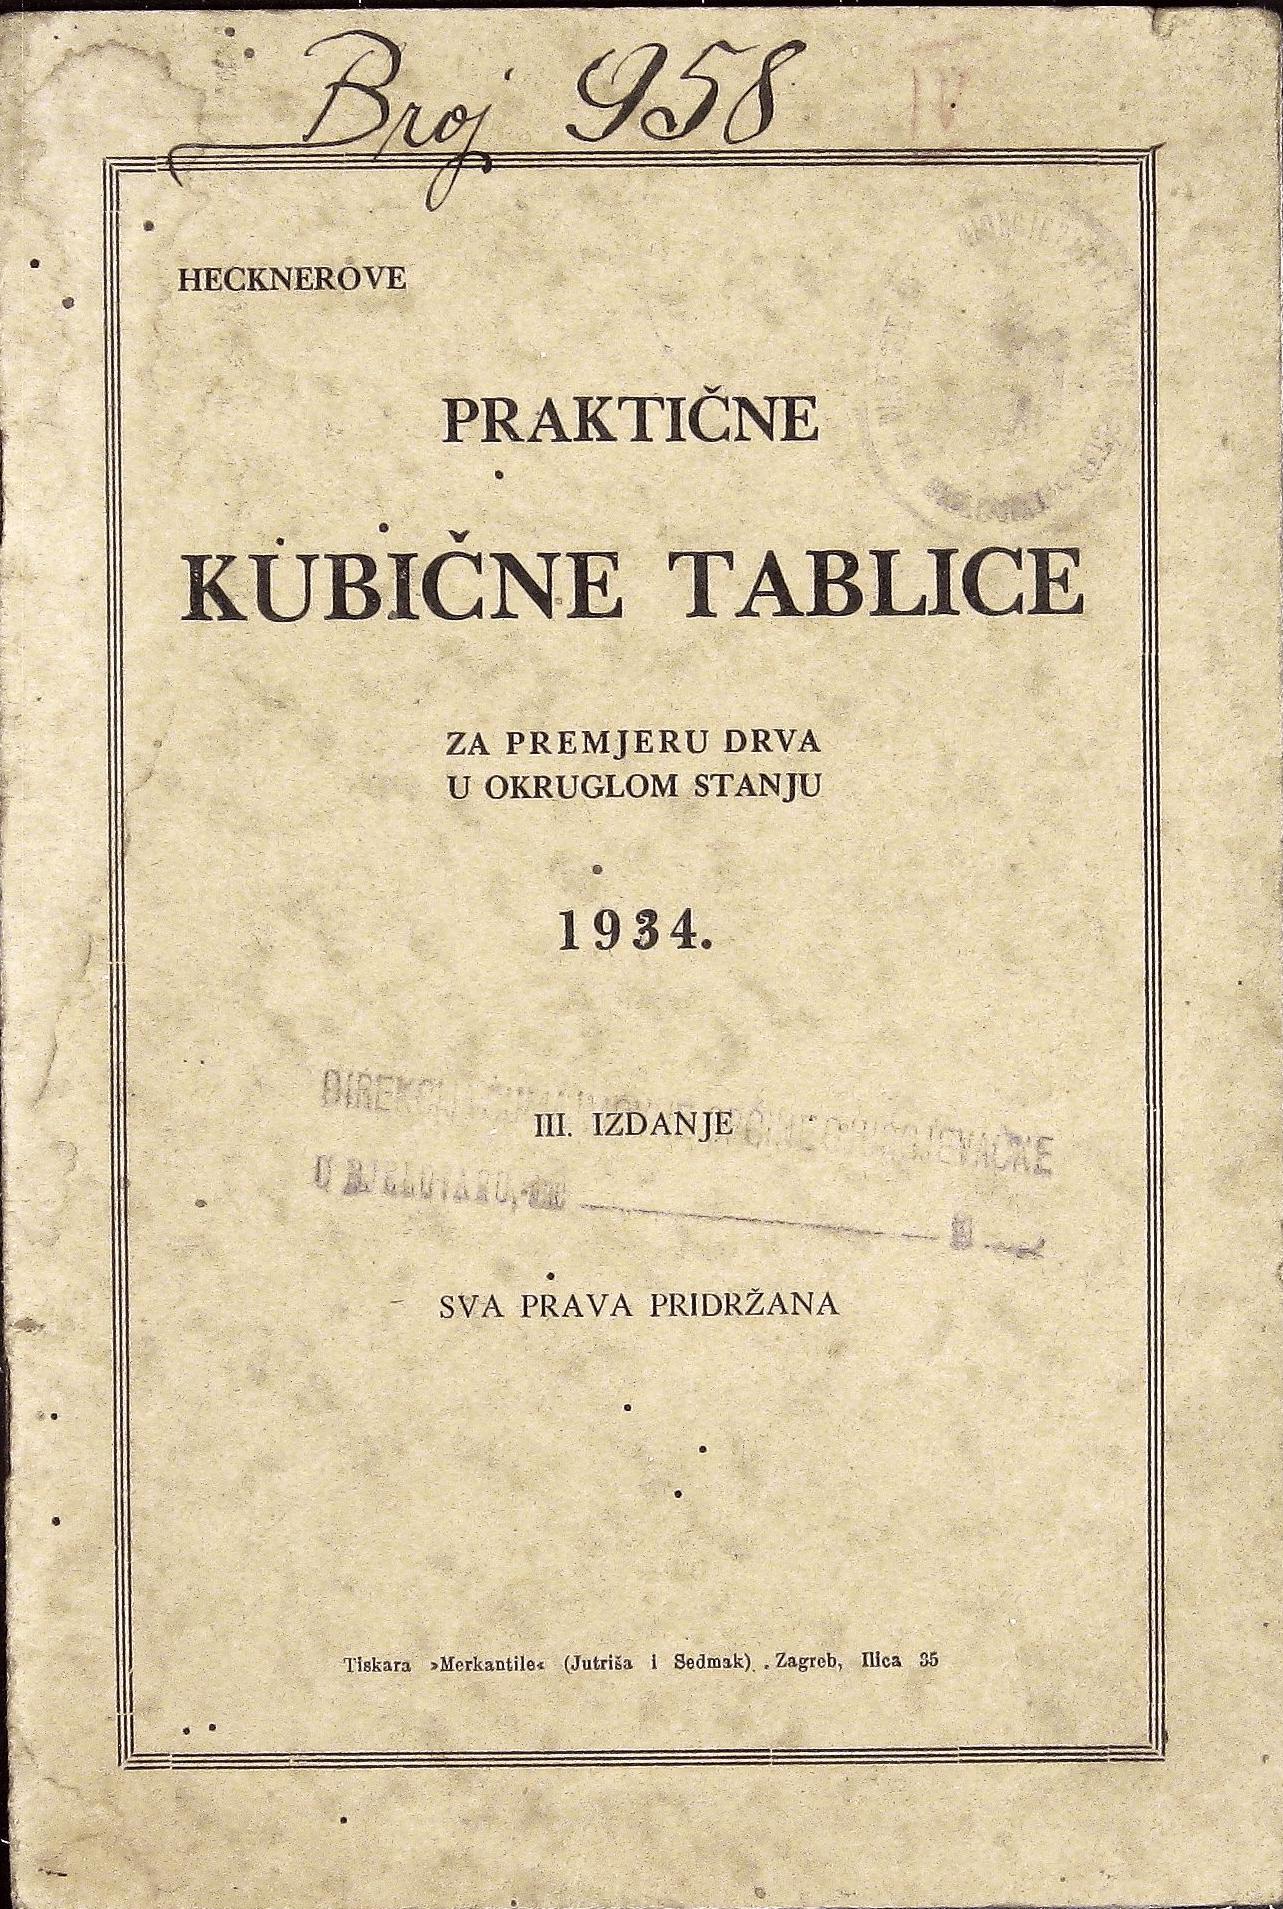 Broj 958
HECKNEROVE
PRAKTIČNE
KUBIČNE TABLICE
ZA PREMJERU DRVA
U OKRUGLOM STANJU
1934.
III. IZDANJE
U BJELOVARU,
SVA PRAVA PRIDRŽANA
Tiskara »Merkantile« (Jutriša i Sedmak), Zagreb, Ilica 35